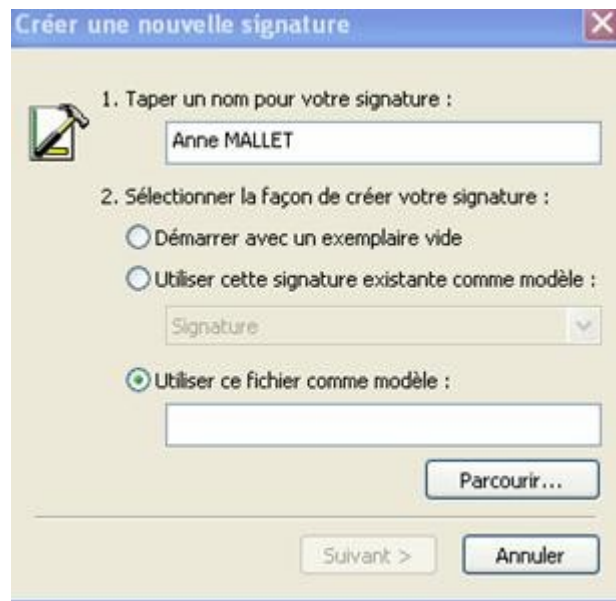 Créer une nouvelle signature
1. Taper un nom pour votre signature :
Anne MALLET
2. Sélectionner la façon de créer votre signature :
Démarrer avec un exemplaire vide
Utiliser cette signature existante comme modèle :
Signature
Utiliser ce fichier comme modèle :
Parcourir...
Suivant > Annuler